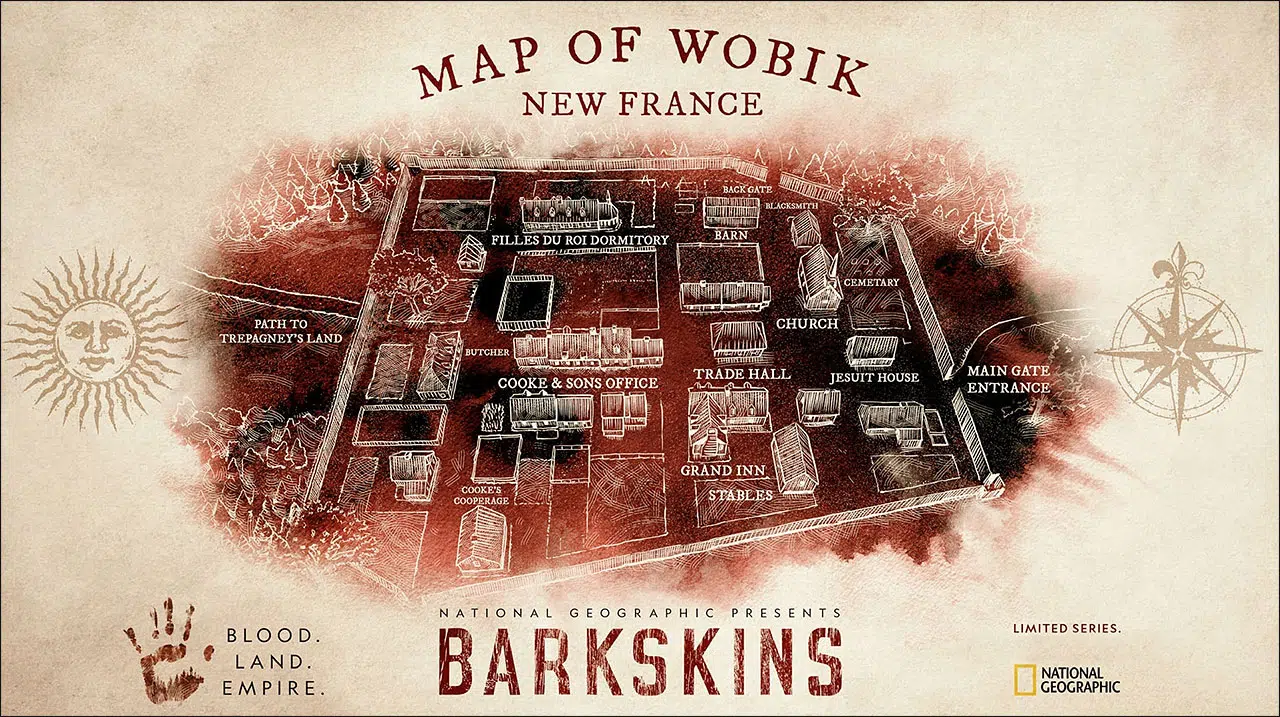 MAP OF WOBIK
NEW FRANCE
BACK GATE
BLACKSMITH
FILLES DU ROI DORMITORY
BARN
CEMETARY
PATH TO
TREPAGNEY'S LAND
CHURCH
BUTCHER
COOKE & SONS OFFICE
TRADE HALL
JESUIT HOUSE
MAIN GATE
ENTRANCE
GRAND INN
STABLES
COOKE'S
COOPERAGE
NATIONAL GEOGRAPHIC PRESENTS
BARKSKINS
BLOOD.
LAND.
EMPIRE.
LIMITED SERIES.
NATIONAL
GEOGRAPHIC